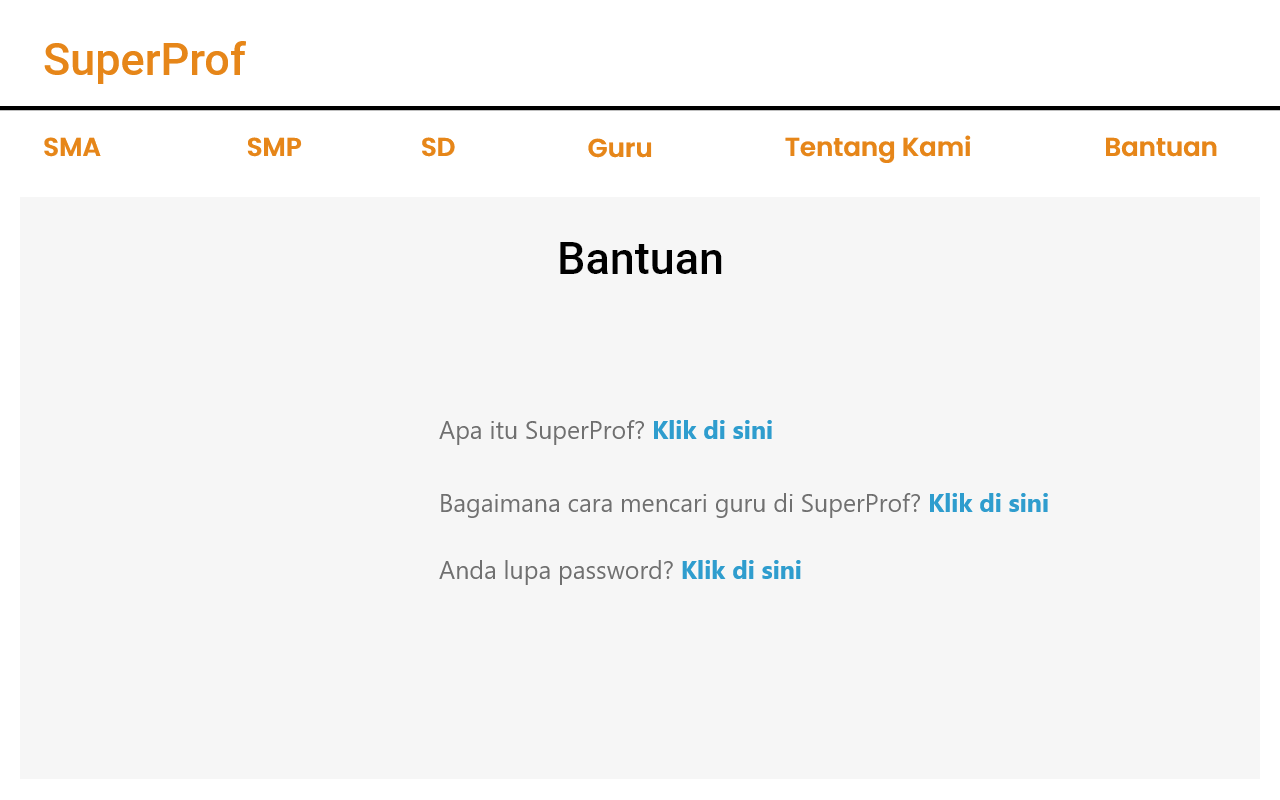 SuperProf
SMA SMP SD Guru Tentang Kami Bantuan
Bantuan
Apa itu SuperProf? Klik di sini
Bagaimana cara mencari guru di SuperProf? Klik di sini
Anda lupa password? Klik di sini